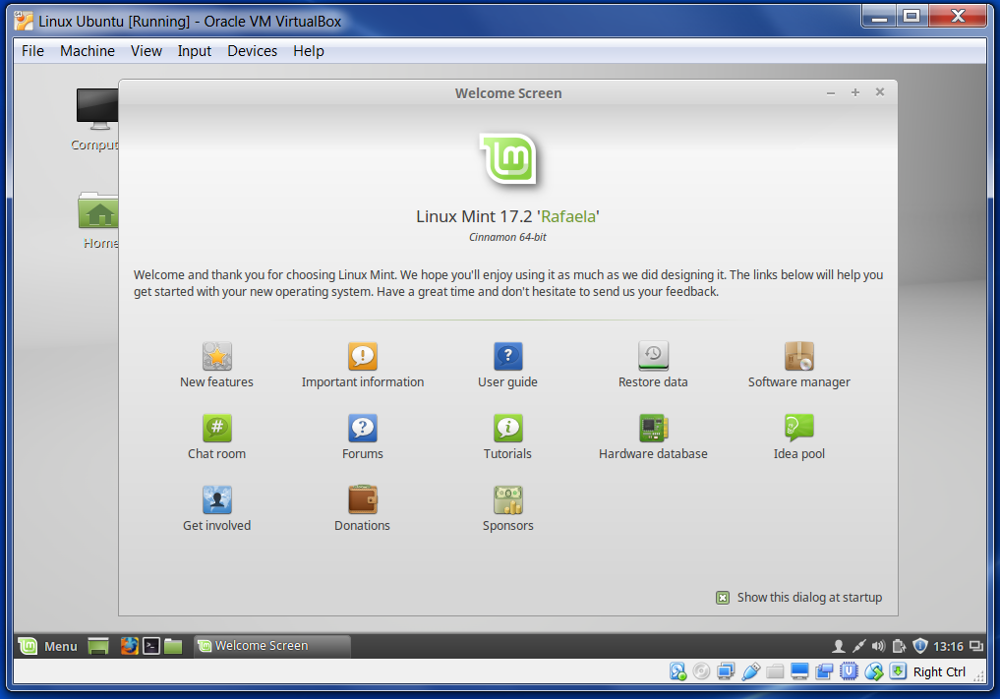 Linux Ubuntu [Running] - Oracle VM VirtualBox
File Machine View Input Devices Help
Welcome Screen
Comput
Home
Linux Mint 17.2 'Rafaela'
Cinnamon 64-bit
Welcome and thank you for choosing Linux Mint. We hope you'll enjoy using it as much as we did designing it. The links below will help you
get started with your new operating system. Have a great time and don't hesitate to send us your feedback.
New features Important information User guide Restore data Software manager
Chat room Forums Tutorials Hardware database Idea pool
Get involved Donations Sponsors
Show this dialog at startup
Menu Welcome Screen 13:16
Right Ctrl